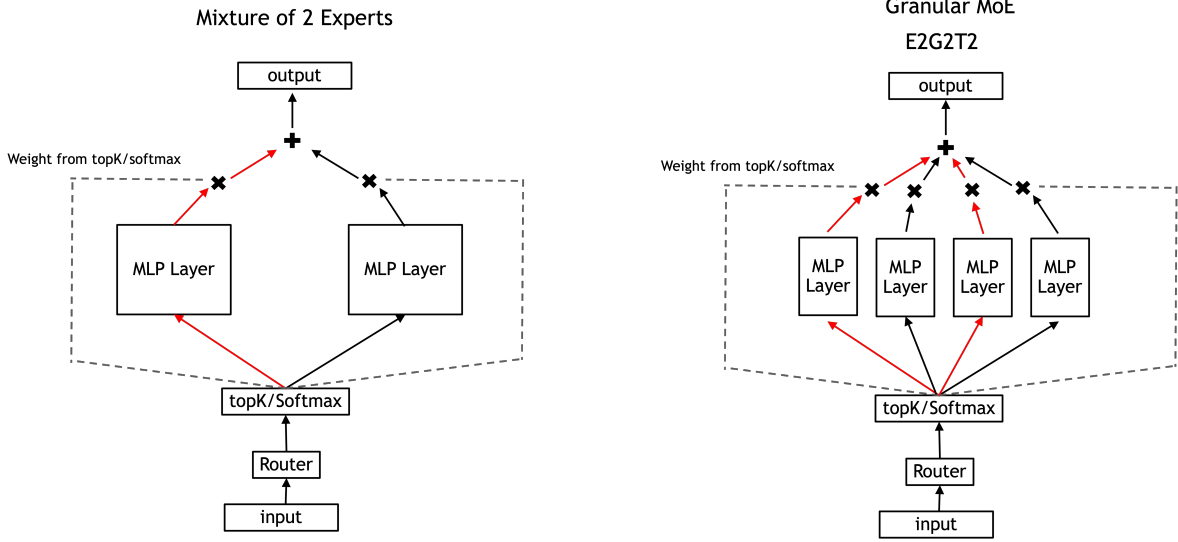 Mixture of 2 Experts
output
Weight from topK/softmax
MLP Layer
MLP Layer
topK/Softmax
Router
input
Granular MoE
E2G2T2
output
Weight from topK/softmax
MLP
Layer
MLP
Layer
MLP
Layer
MLP
Layer
topK/Softmax
Router
input